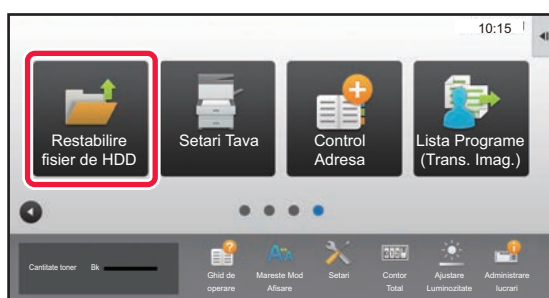 10:15
Restabilire
fisier de HDD
Setari Tava
Control
Adresa
Lista Programe
(Trans. Imag.)
Cantitate toner Bk
Ghid de
operare
Mareste Mod
Afisare
Setari
Contor
Total
Ajustare
Luminozitate
Administrare
lucrari